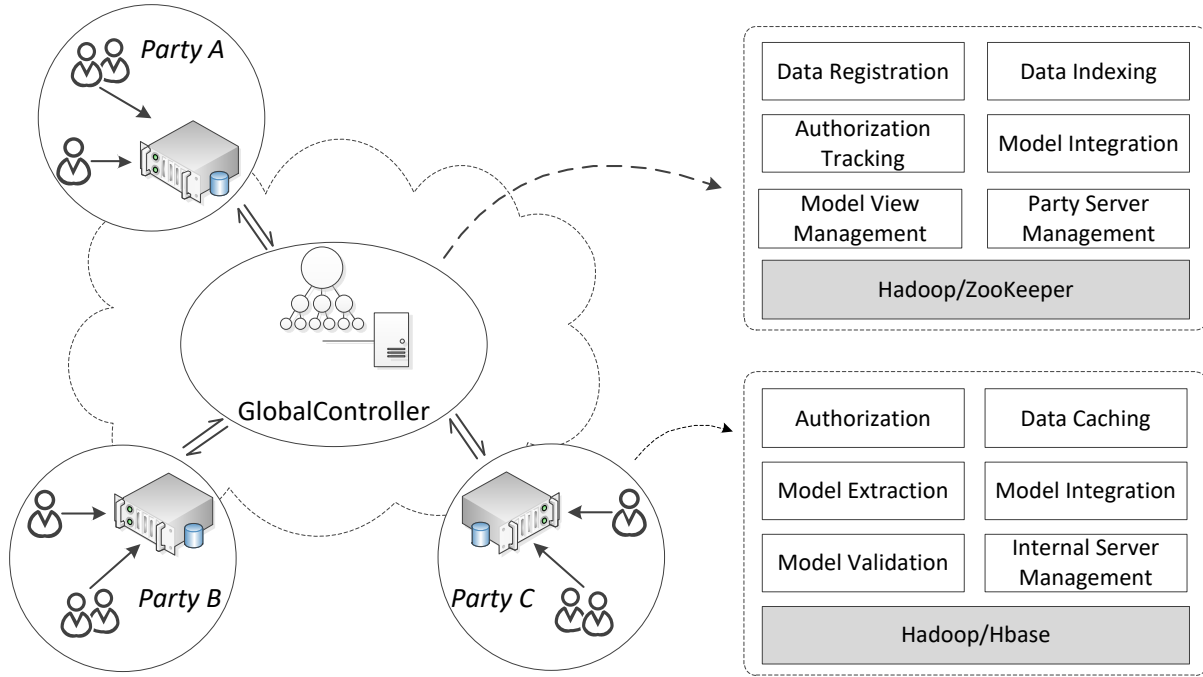 Party A
GlobalController
Party B
Party C
Data Registration
Data Indexing
Authorization
Tracking
Model Integration
Model View
Management
Party Server
Management
Hadoop/ZooKeeper
Authorization
Data Caching
Model Extraction
Model Integration
Model Validation
Internal Server
Management
Hadoop/Hbase